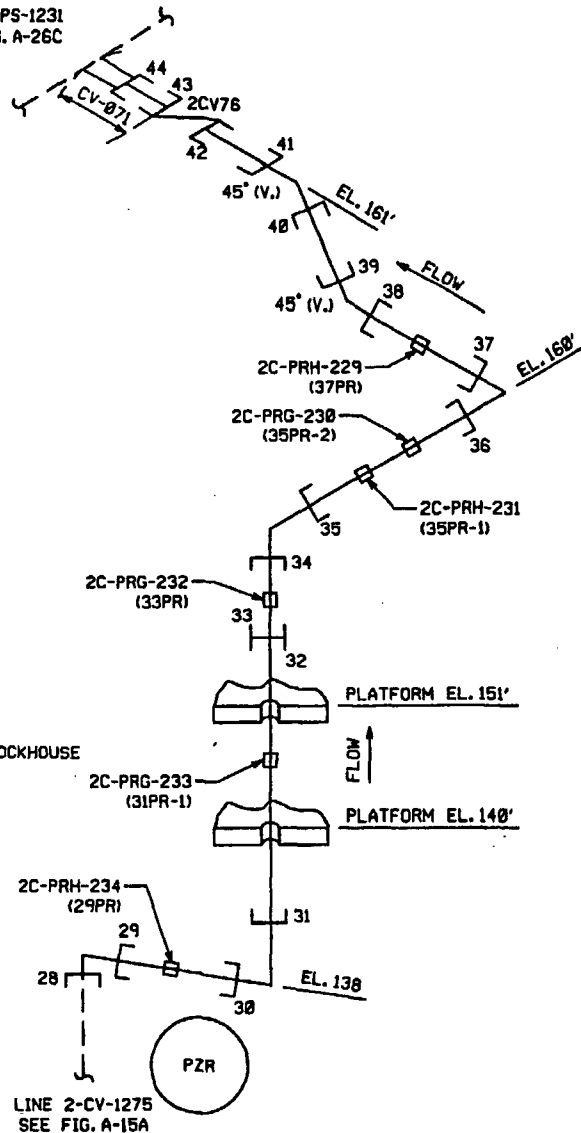 PS-1231
G. A-26C
44
43
CV-071
2CV76
42
41
45° (V.)
EL. 161'
40
39
FLOW
45° (V.)
38
37
2C-PRH-229
(37PR)
EL. 160'
2C-PRG-230
(35PR-2)
36
2C-PRH-231
(35PR-1)
35
34
2C-PRG-232
(33PR)
33
32
PLATFORM EL. 151'
OCKHOUSE
2C-PRG-233
(31PR-1)
FLOW
PLATFORM EL. 140'
2C-PRH-234
(29PR)
31
29
28
30
EL. 138
PZR
LINE 2-CV-1275
SEE FIG. A-15A